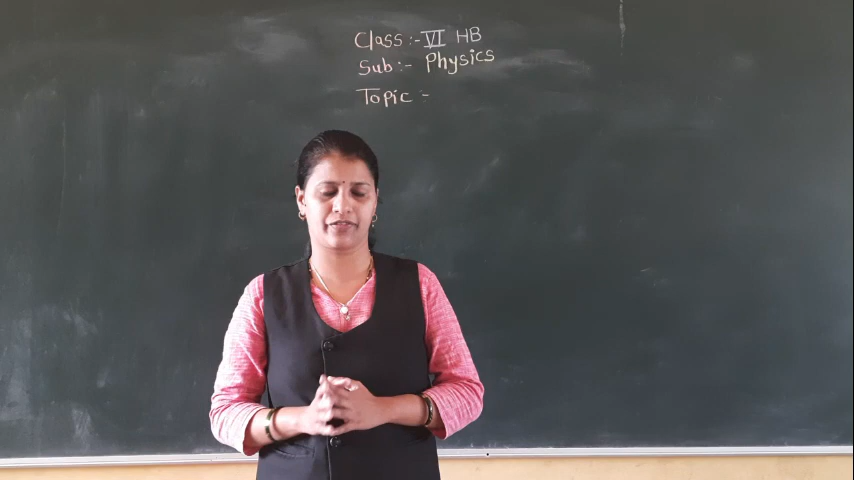 Class :- VI HB
Sub :- Physics
Topic :-